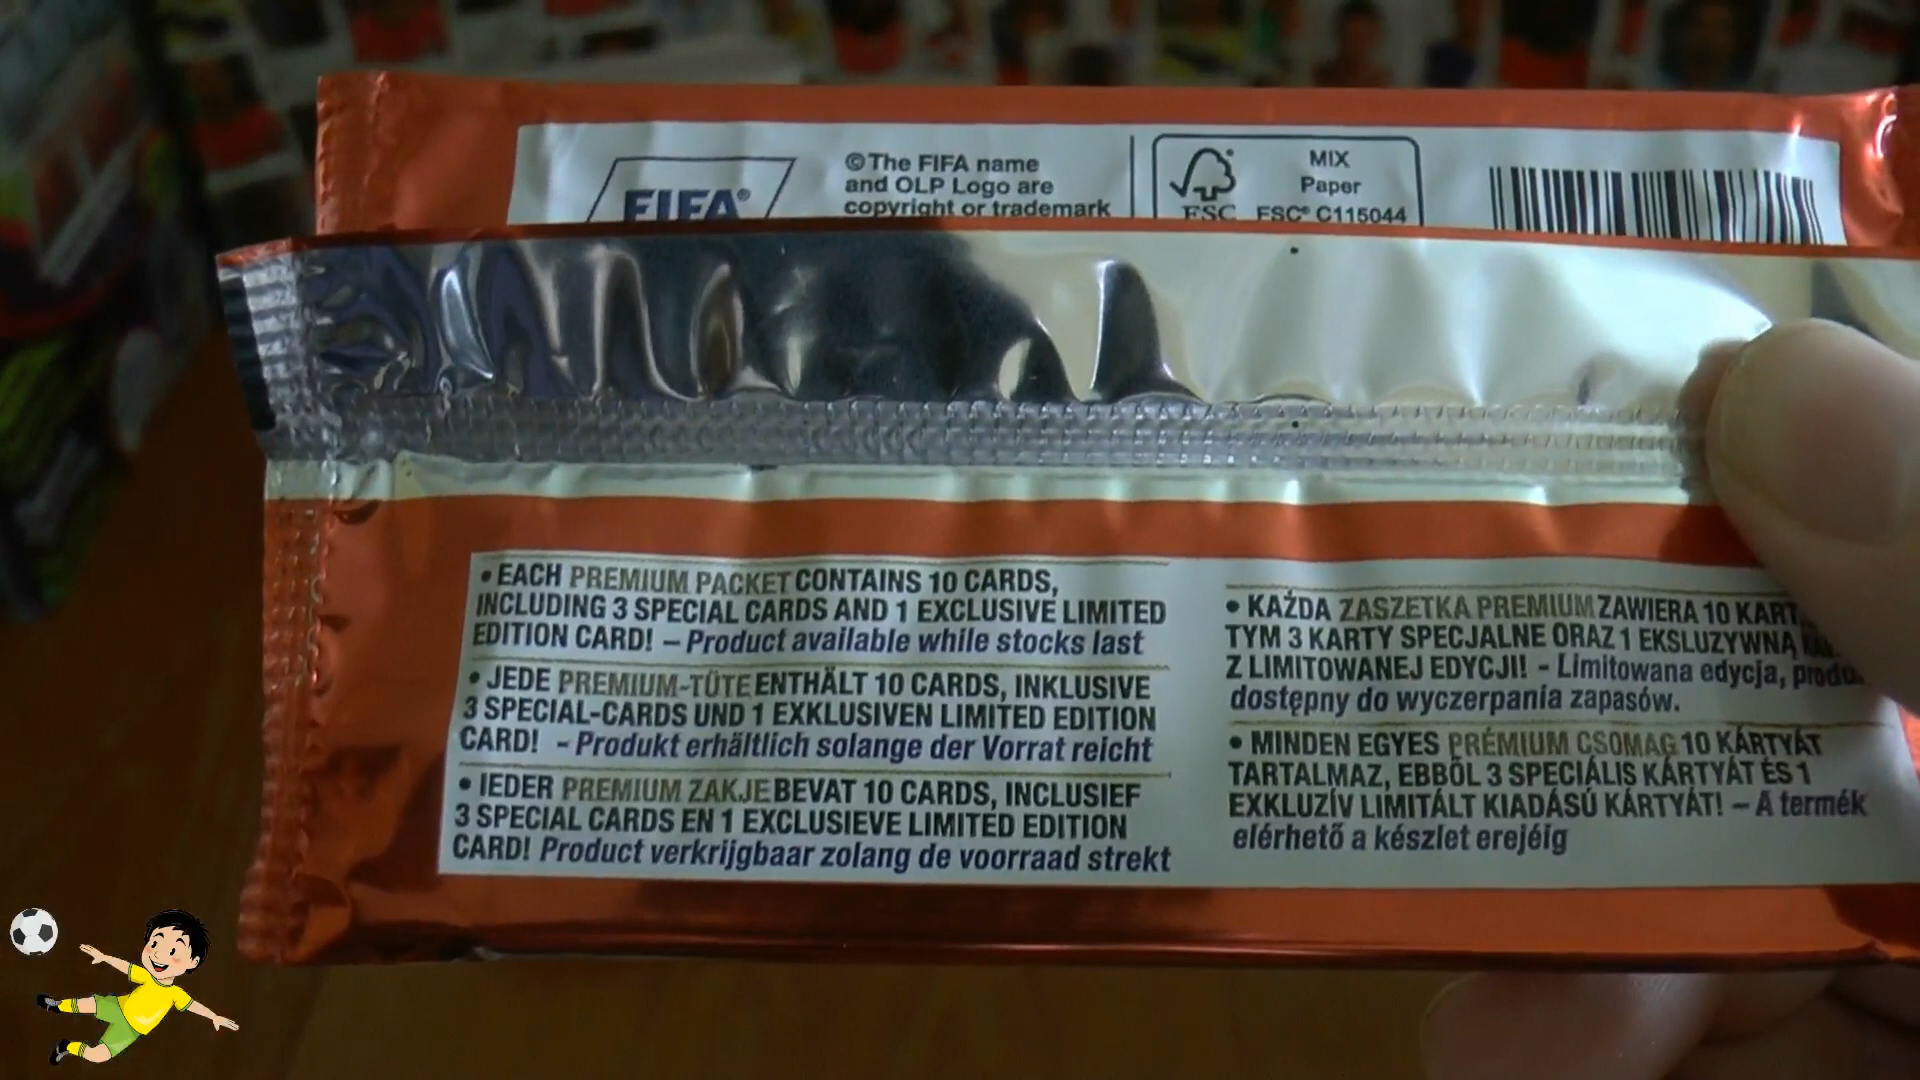 FIFA®
©The FIFA name
and OLP Logo are
copyright or trademark
FSC
MIX
Paper
FSC® C115044
• EACH PREMIUM PACKET CONTAINS 10 CARDS,
INCLUDING 3 SPECIAL CARDS AND 1 EXCLUSIVE LIMITED
EDITION CARD! – Product available while stocks last
• JEDE PREMIUM-TÜTE ENTHÄLT 10 CARDS, INKLUSIVE
3 SPECIAL-CARDS UND 1 EXKLUSIVEN LIMITED EDITION
CARD! - Produkt erhältlich solange der Vorrat reicht
• IEDER PREMIUM ZAKJE BEVAT 10 CARDS, INCLUSIEF
3 SPECIAL CARDS EN 1 EXCLUSIEVE LIMITED EDITION
CARD! Product verkrijgbaar zolang de voorraad strekt
• KAŻDA ZASZETKA PREMIUM ZAWIERA 10 KART
TYM 3 KARTY SPECJALNE ORAZ 1 EKSLUZYWNĄ
Z LIMITOWANEJ EDYCJI! - Limitowana edycja,
dostępny do wyczerpania zapasów.
• MINDEN EGYES PRÉMIUM CSOMAG 10 KÁRTYÁT
TARTALMAZ, EBBŐL 3 SPECIÁLIS KÁRTYÁT ÉS 1
EXKLUZÍV LIMITÁLT KIADÁSÚ KÁRTYÁT! – A termék
elérhető a készlet erejéig